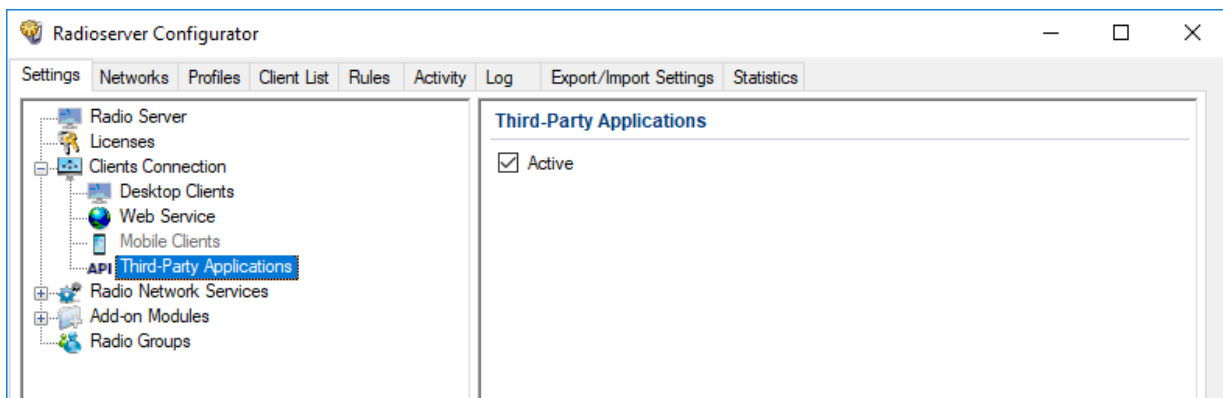 Radioserver Configurator
Settings Networks Profiles Client List Rules Activity Log Export/Import Settings Statistics
Radio Server
Licenses
Clients Connection
Desktop Clients
Web Service
Mobile Clients
API Third-Party Applications
Radio Network Services
Add-on Modules
Radio Groups
Third-Party Applications
Active